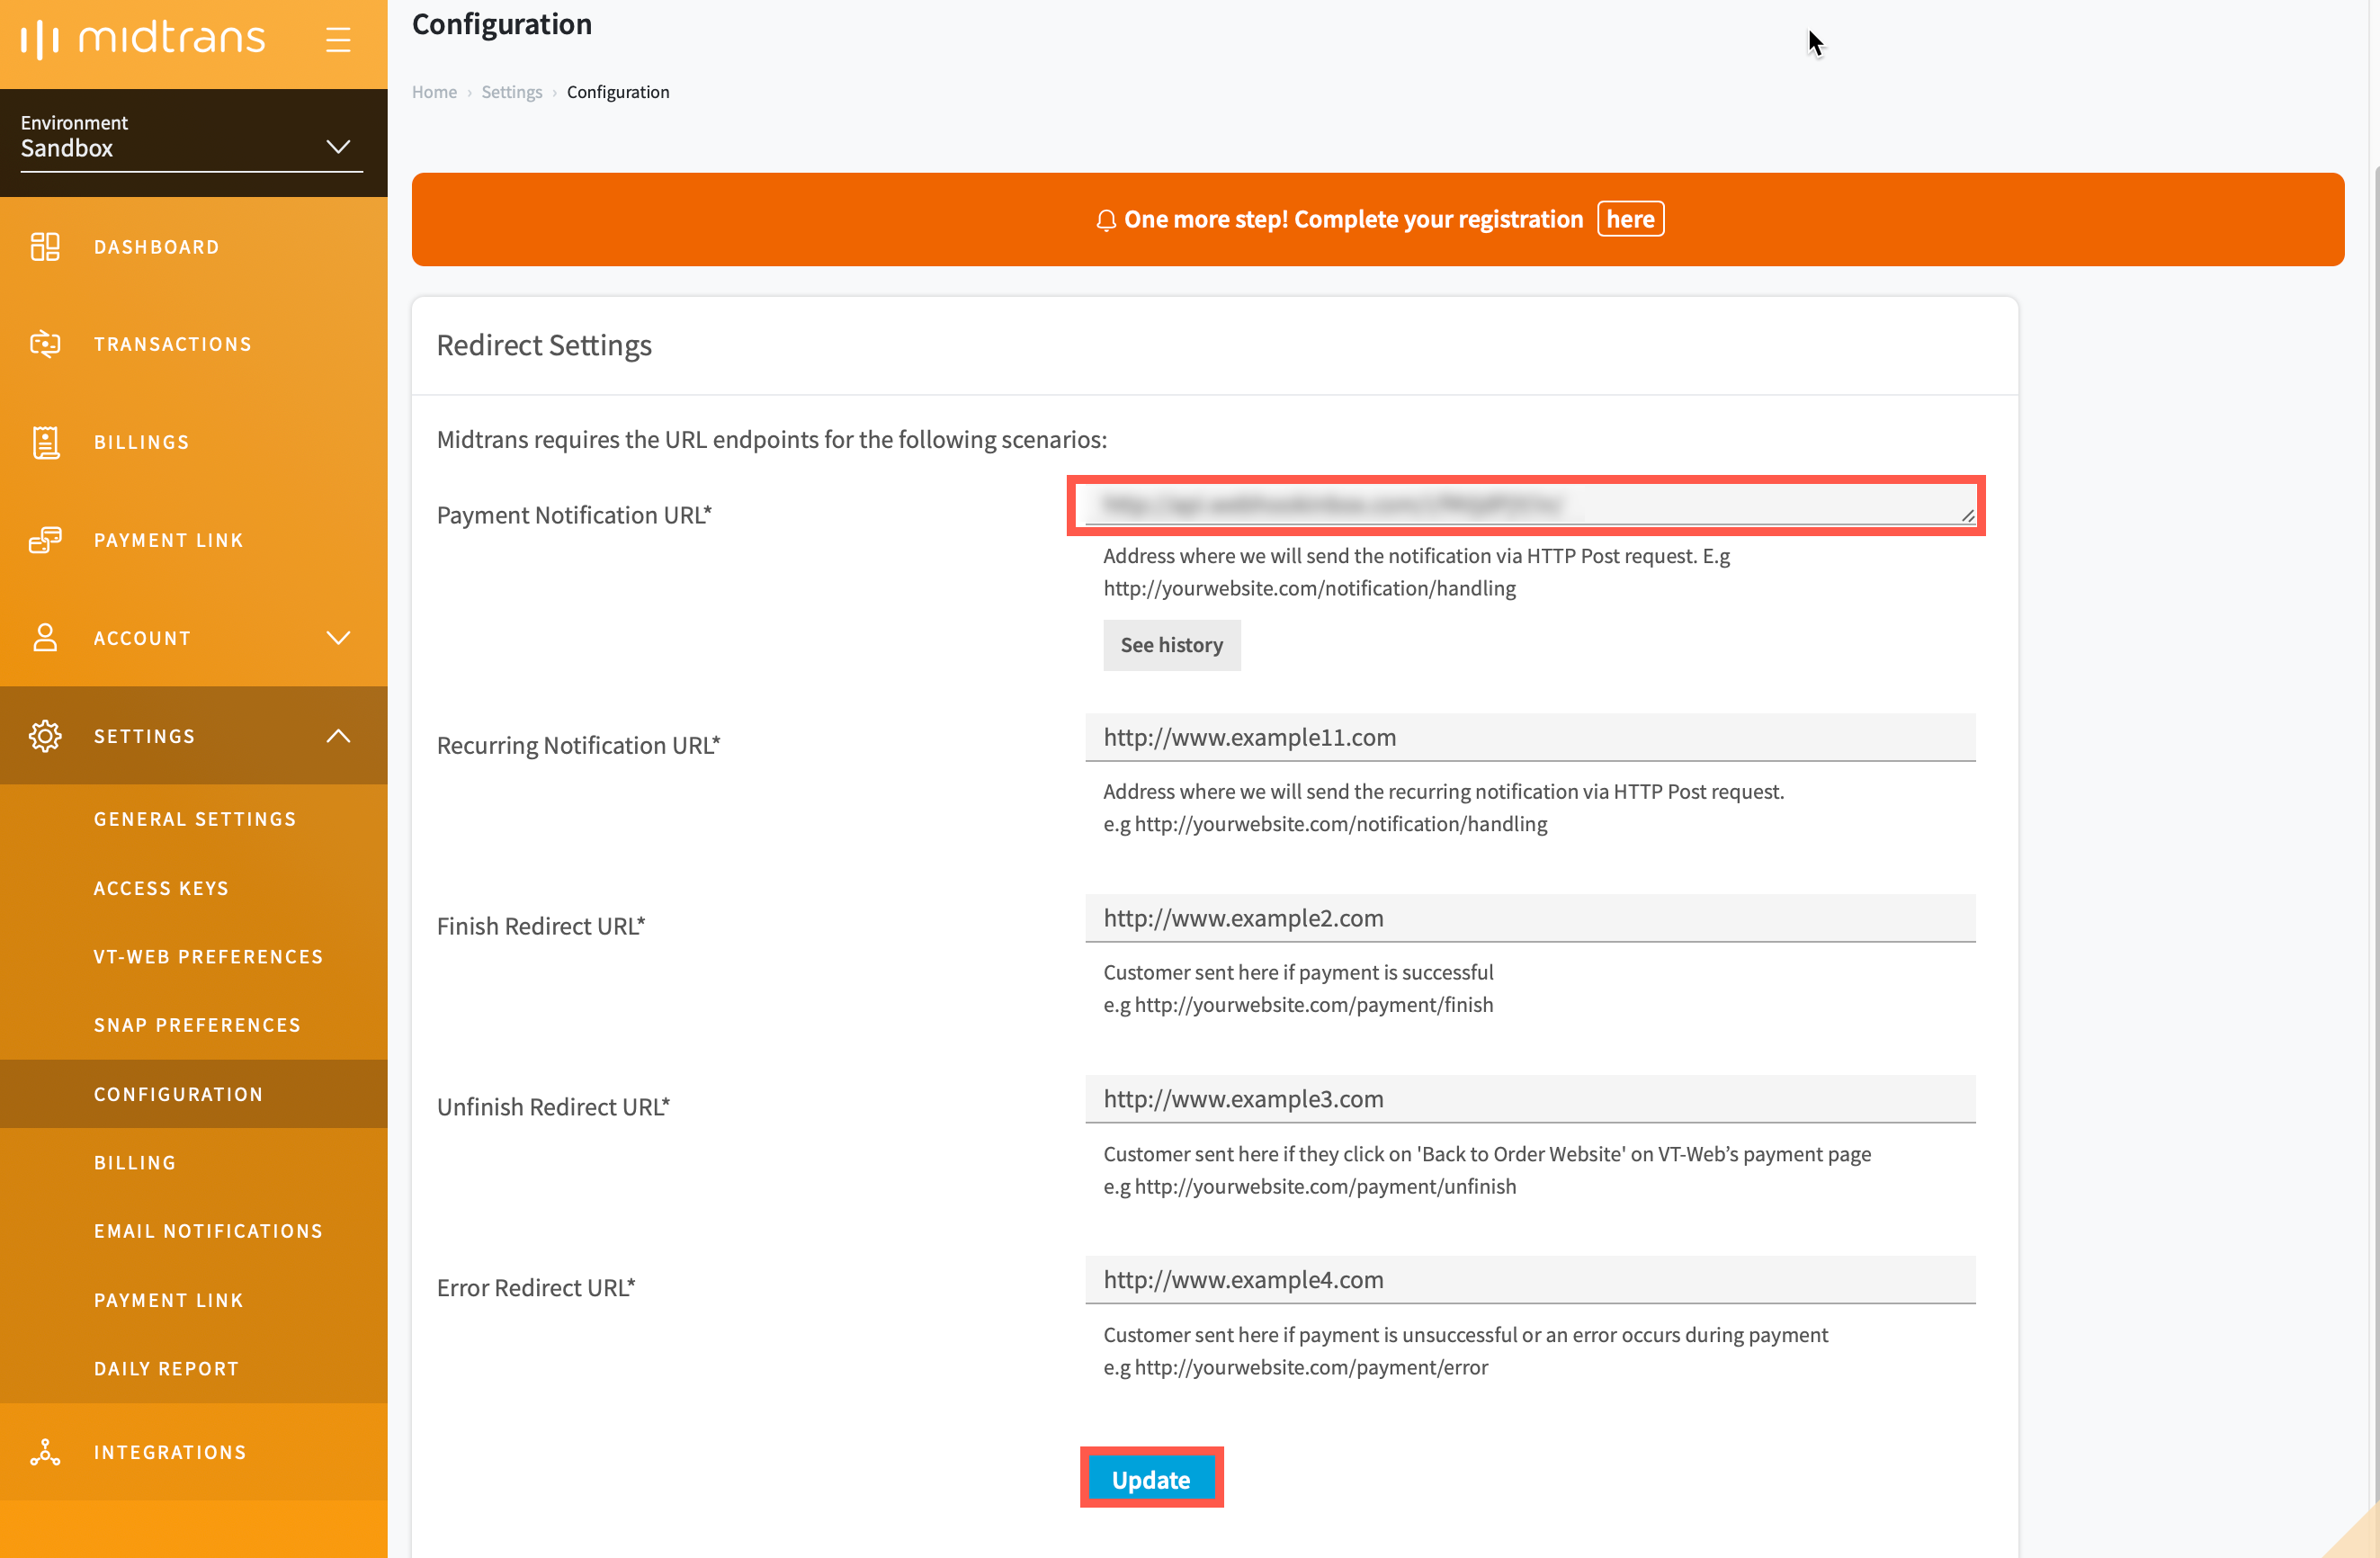 midtrans
Environment
Sandbox
DASHBOARD
TRANSACTIONS
BILLINGS
PAYMENT LINK
ACCOUNT
SETTINGS
GENERAL SETTINGS
ACCESS KEYS
VT-WEB PREFERENCES
SNAP PREFERENCES
CONFIGURATION
BILLING
EMAIL NOTIFICATIONS
PAYMENT LINK
DAILY REPORT
INTEGRATIONS
Configuration
Home › Settings › Configuration
One more step! Complete your registration here
Redirect Settings
Midtrans requires the URL endpoints for the following scenarios:
Payment Notification URL*
Address where we will send the notification via HTTP Post request. E.g
http://yourwebsite.com/notification/handling
See history
Recurring Notification URL*
http://www.example11.com
Address where we will send the recurring notification via HTTP Post request.
e.g http://yourwebsite.com/notification/handling
Finish Redirect URL*
http://www.example2.com
Customer sent here if payment is successful
e.g http://yourwebsite.com/payment/finish
Unfinish Redirect URL*
http://www.example3.com
Customer sent here if they click on 'Back to Order Website' on VT-Web’s payment page
e.g http://yourwebsite.com/payment/unfinish
Error Redirect URL*
http://www.example4.com
Customer sent here if payment is unsuccessful or an error occurs during payment
e.g http://yourwebsite.com/payment/error
Update